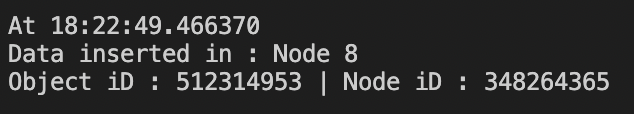 At 18:22:49.466370
Data inserted in : Node 8
Object iD : 512314953 | Node iD : 348264365